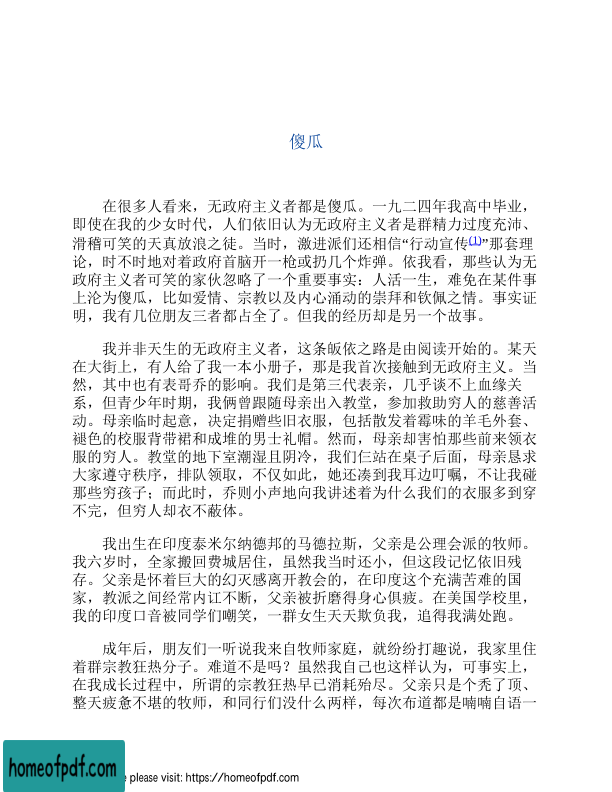 傻瓜
在很多人看来，无政府主义者都是傻瓜。一九二四年我高中毕业，
即使在我的少女时代，人们依旧认为无政府主义者是群精力过度充沛、
滑稽可笑的天真放浪之徒。当时，激进派们还相信“行动宣传(1)”那套理
论，时不时地对着政府首脑开一枪或扔几个炸弹。依我看，那些认为无
政府主义者可笑的家伙忽略了一个重要事实：人活一生，难免在某件事
上沦为傻瓜，比如爱情、宗教以及内心涌动的崇拜和钦佩之情。事实证
明，我有几位朋友三者都占全了。但我的经历却是另一个故事。
我并非天生的无政府主义者，这条皈依之路是由阅读开始的。某天
在大街上，有人给了我一本小册子，那是我首次接触到无政府主义。当
然，其中也有表哥乔的影响。我们是第三代表亲，几乎谈不上血缘关
系，但青少年时期，我俩曾跟随母亲出入教堂，参加救助穷人的慈善活
动。母亲临时起意，决定捐赠些旧衣服，包括散发着霉味的羊毛外套、
褪色的校服背带裙和成堆的男士礼帽。然而，母亲却害怕那些前来领衣
服的穷人。教堂的地下室潮湿且阴冷，我们仨站在桌子后面，母亲恳求
大家遵守秩序，排队领取，不仅如此，她还凑到我耳边叮嘱，不让我碰
那些穷孩子；而此时，乔则小声地向我讲述着为什么我们的衣服多到穿
不完，但穷人却衣不蔽体。
我出生在印度泰米尔纳德邦的马德拉斯，父亲是公理会派的牧师。
我六岁时，全家搬回费城居住，虽然我当时还小，但这段记忆依旧残
存。父亲是怀着巨大的幻灭感离开教会的，在印度这个充满苦难的国
家，教派之间经常内讧不断，父亲被折磨得身心俱疲。在美国学校里，
我的印度口音被同学们嘲笑，一群女生天天欺负我，追得我满处跑。
成年后，朋友们一听说我来自牧师家庭，就纷纷打趣说，我家里住
着群宗教狂热分子。难道不是吗？虽然我自己也这样认为，可事实上，
在我成长过程中，所谓的宗教狂热早已消耗殆尽。父亲只是个秃了顶、
整天疲惫不堪的牧师，和同行们没什么两样，每次布道都是喃喃自语一
homeofpdf.com
please visit: https://homeofpdf.com